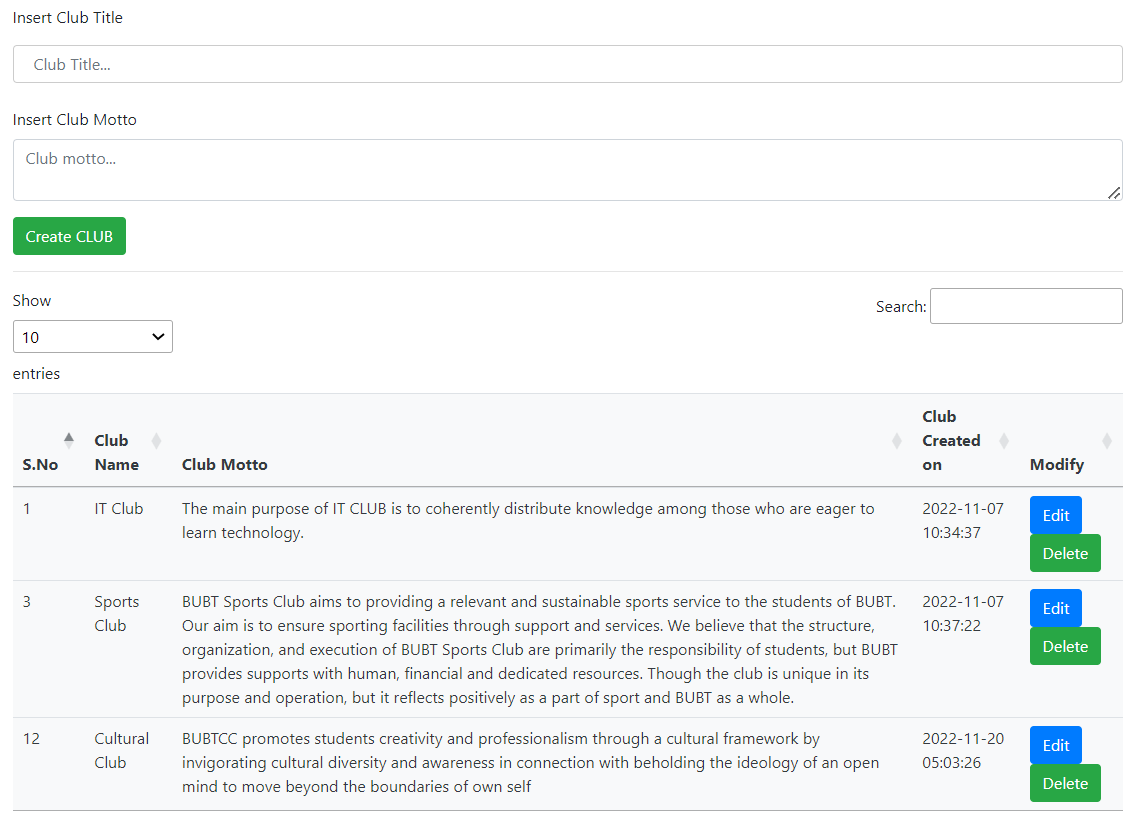 Insert Club Title
Club Title...
Insert Club Motto
Club motto...
Create CLUB
Show
10
entries
Search:
S.No
Club
Name
Club Motto
Club
Created
on
Modify
1
IT Club
The main purpose of IT CLUB is to coherently distribute knowledge among those who are eager to
learn technology.
2022-11-07
10:34:37
Edit
Delete
3
Sports
Club
BUBT Sports Club aims to providing a relevant and sustainable sports service to the students of BUBT.
Our aim is to ensure sporting facilities through support and services. We believe that the structure,
organization, and execution of BUBT Sports Club are primarily the responsibility of students, but BUBT
provides supports with human, financial and dedicated resources. Though the club is unique in its
purpose and operation, but it reflects positively as a part of sport and BUBT as a whole.
2022-11-07
10:37:22
Edit
Delete
12
Cultural
Club
BUBTCC promotes students creativity and professionalism through a cultural framework by
invigorating cultural diversity and awareness in connection with beholding the ideology of an open
mind to move beyond the boundaries of own self
2022-11-20
05:03:26
Edit
Delete